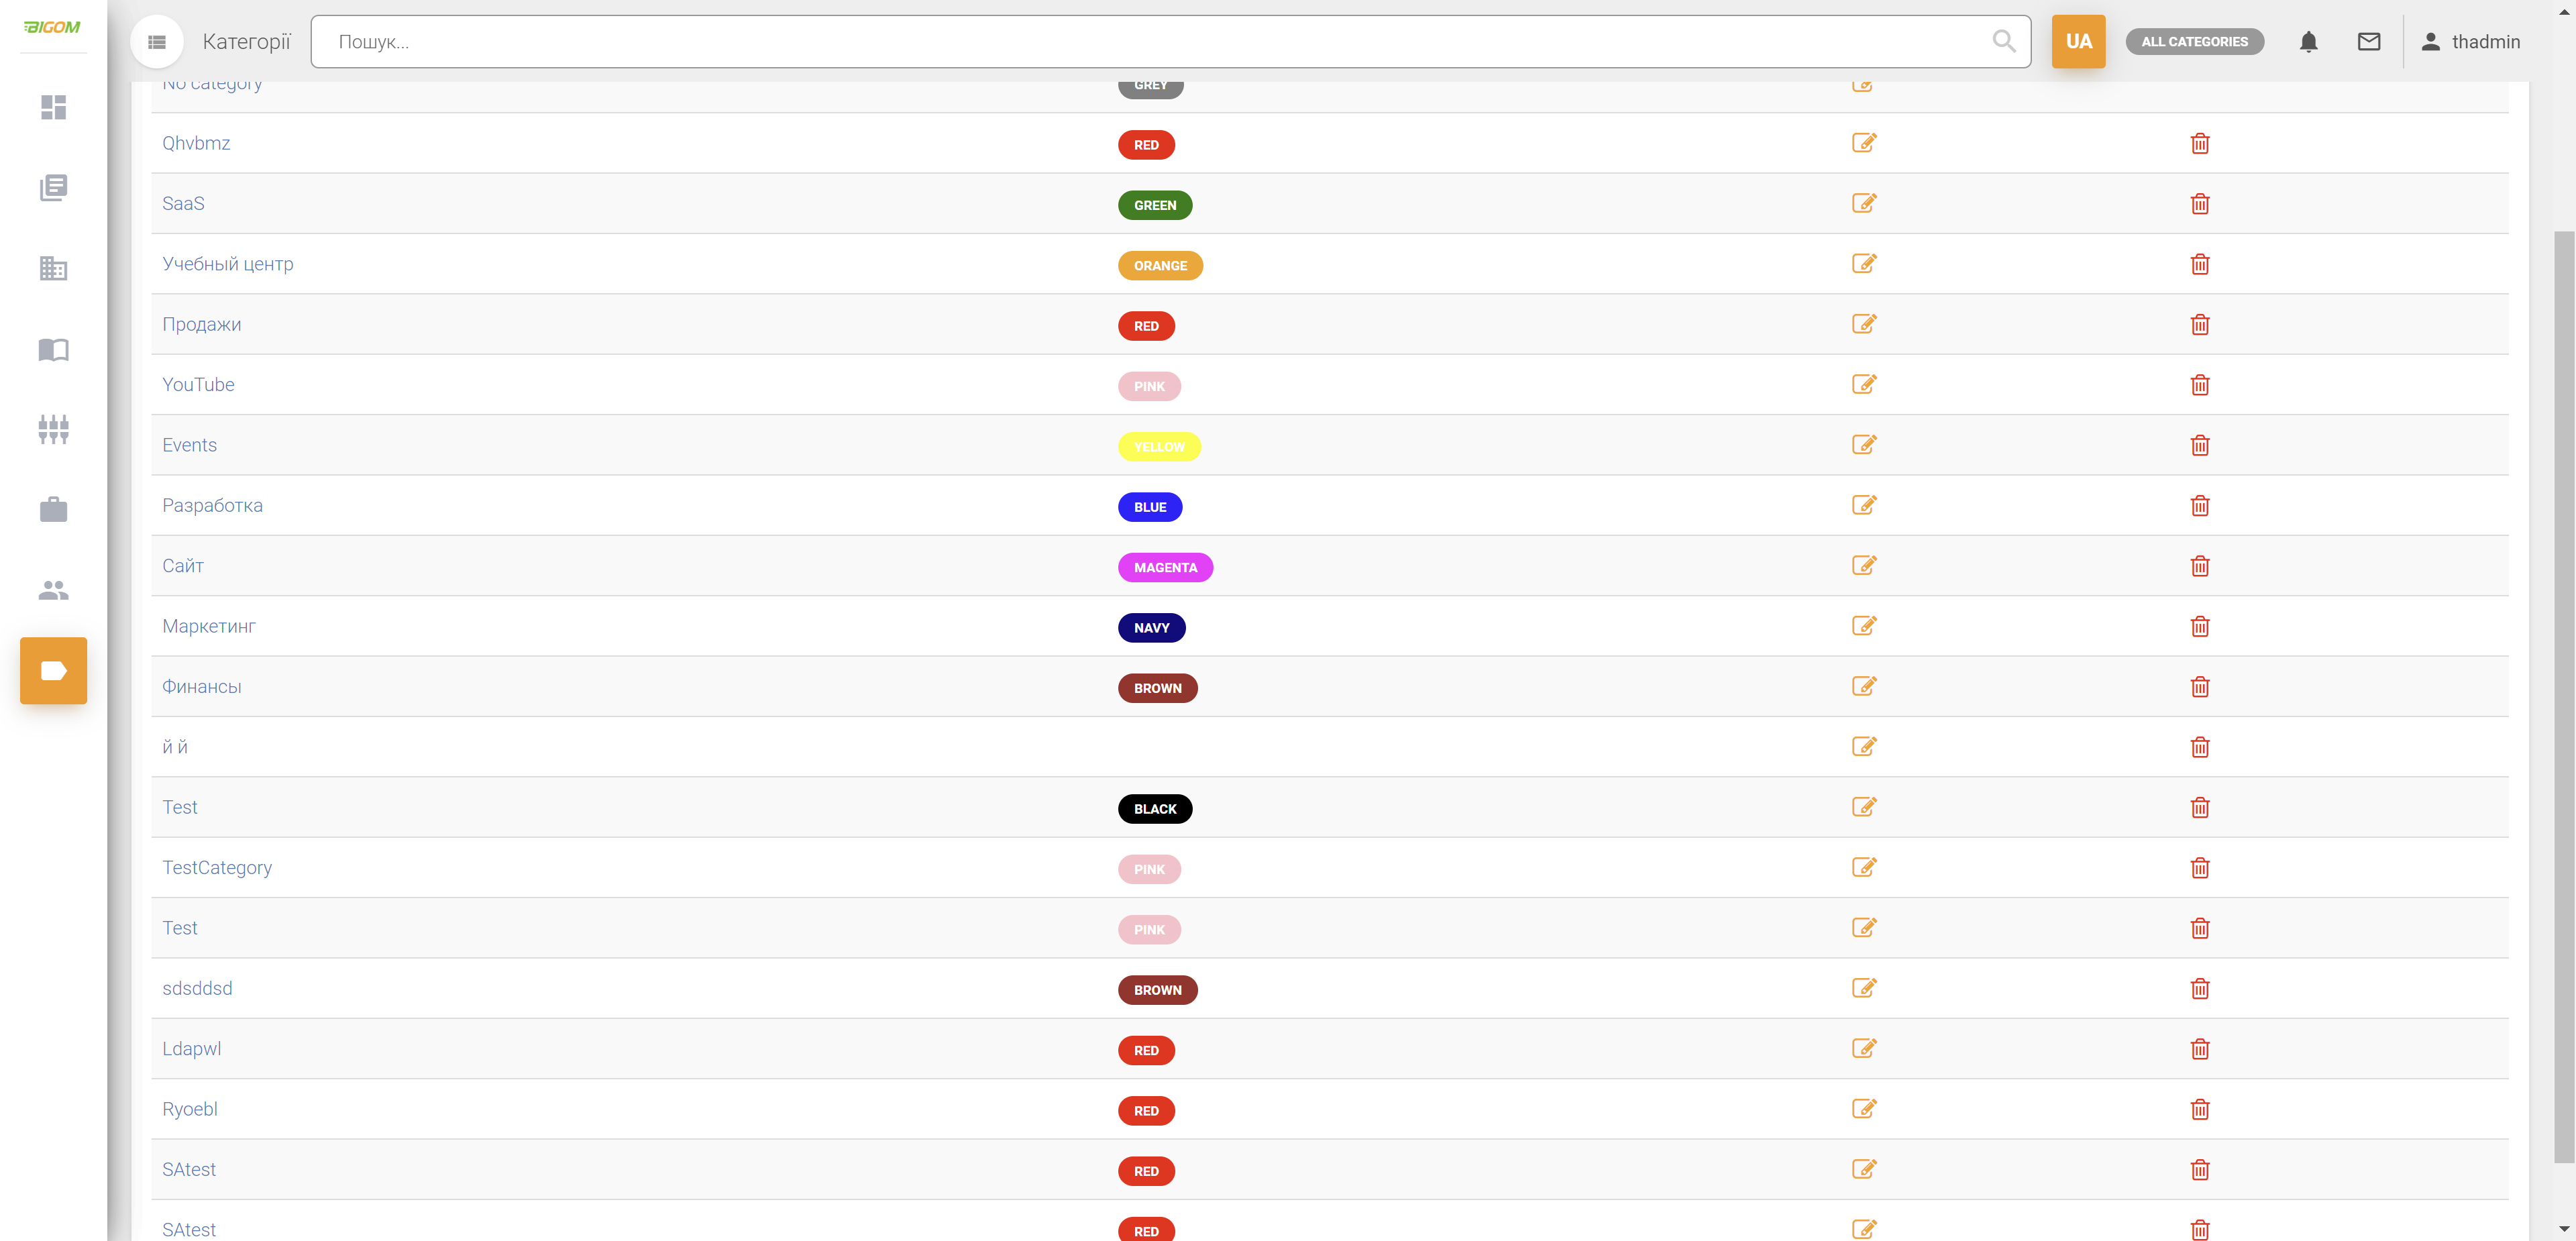 BIGOM
Категорії
Пошук...
UA
ALL CATEGORIES
thadmin
No category GREY
Qhvbmz RED
SaaS GREEN
Учебный центр ORANGE
Продажи RED
YouTube PINK
Events YELLOW
Разработка BLUE
Сайт MAGENTA
Маркетинг NAVY
Финансы BROWN
й й
Test BLACK
TestCategory PINK
Test PINK
sdsddsd BROWN
Ldapwl RED
Ryoebl RED
SAtest RED
SAtest RED